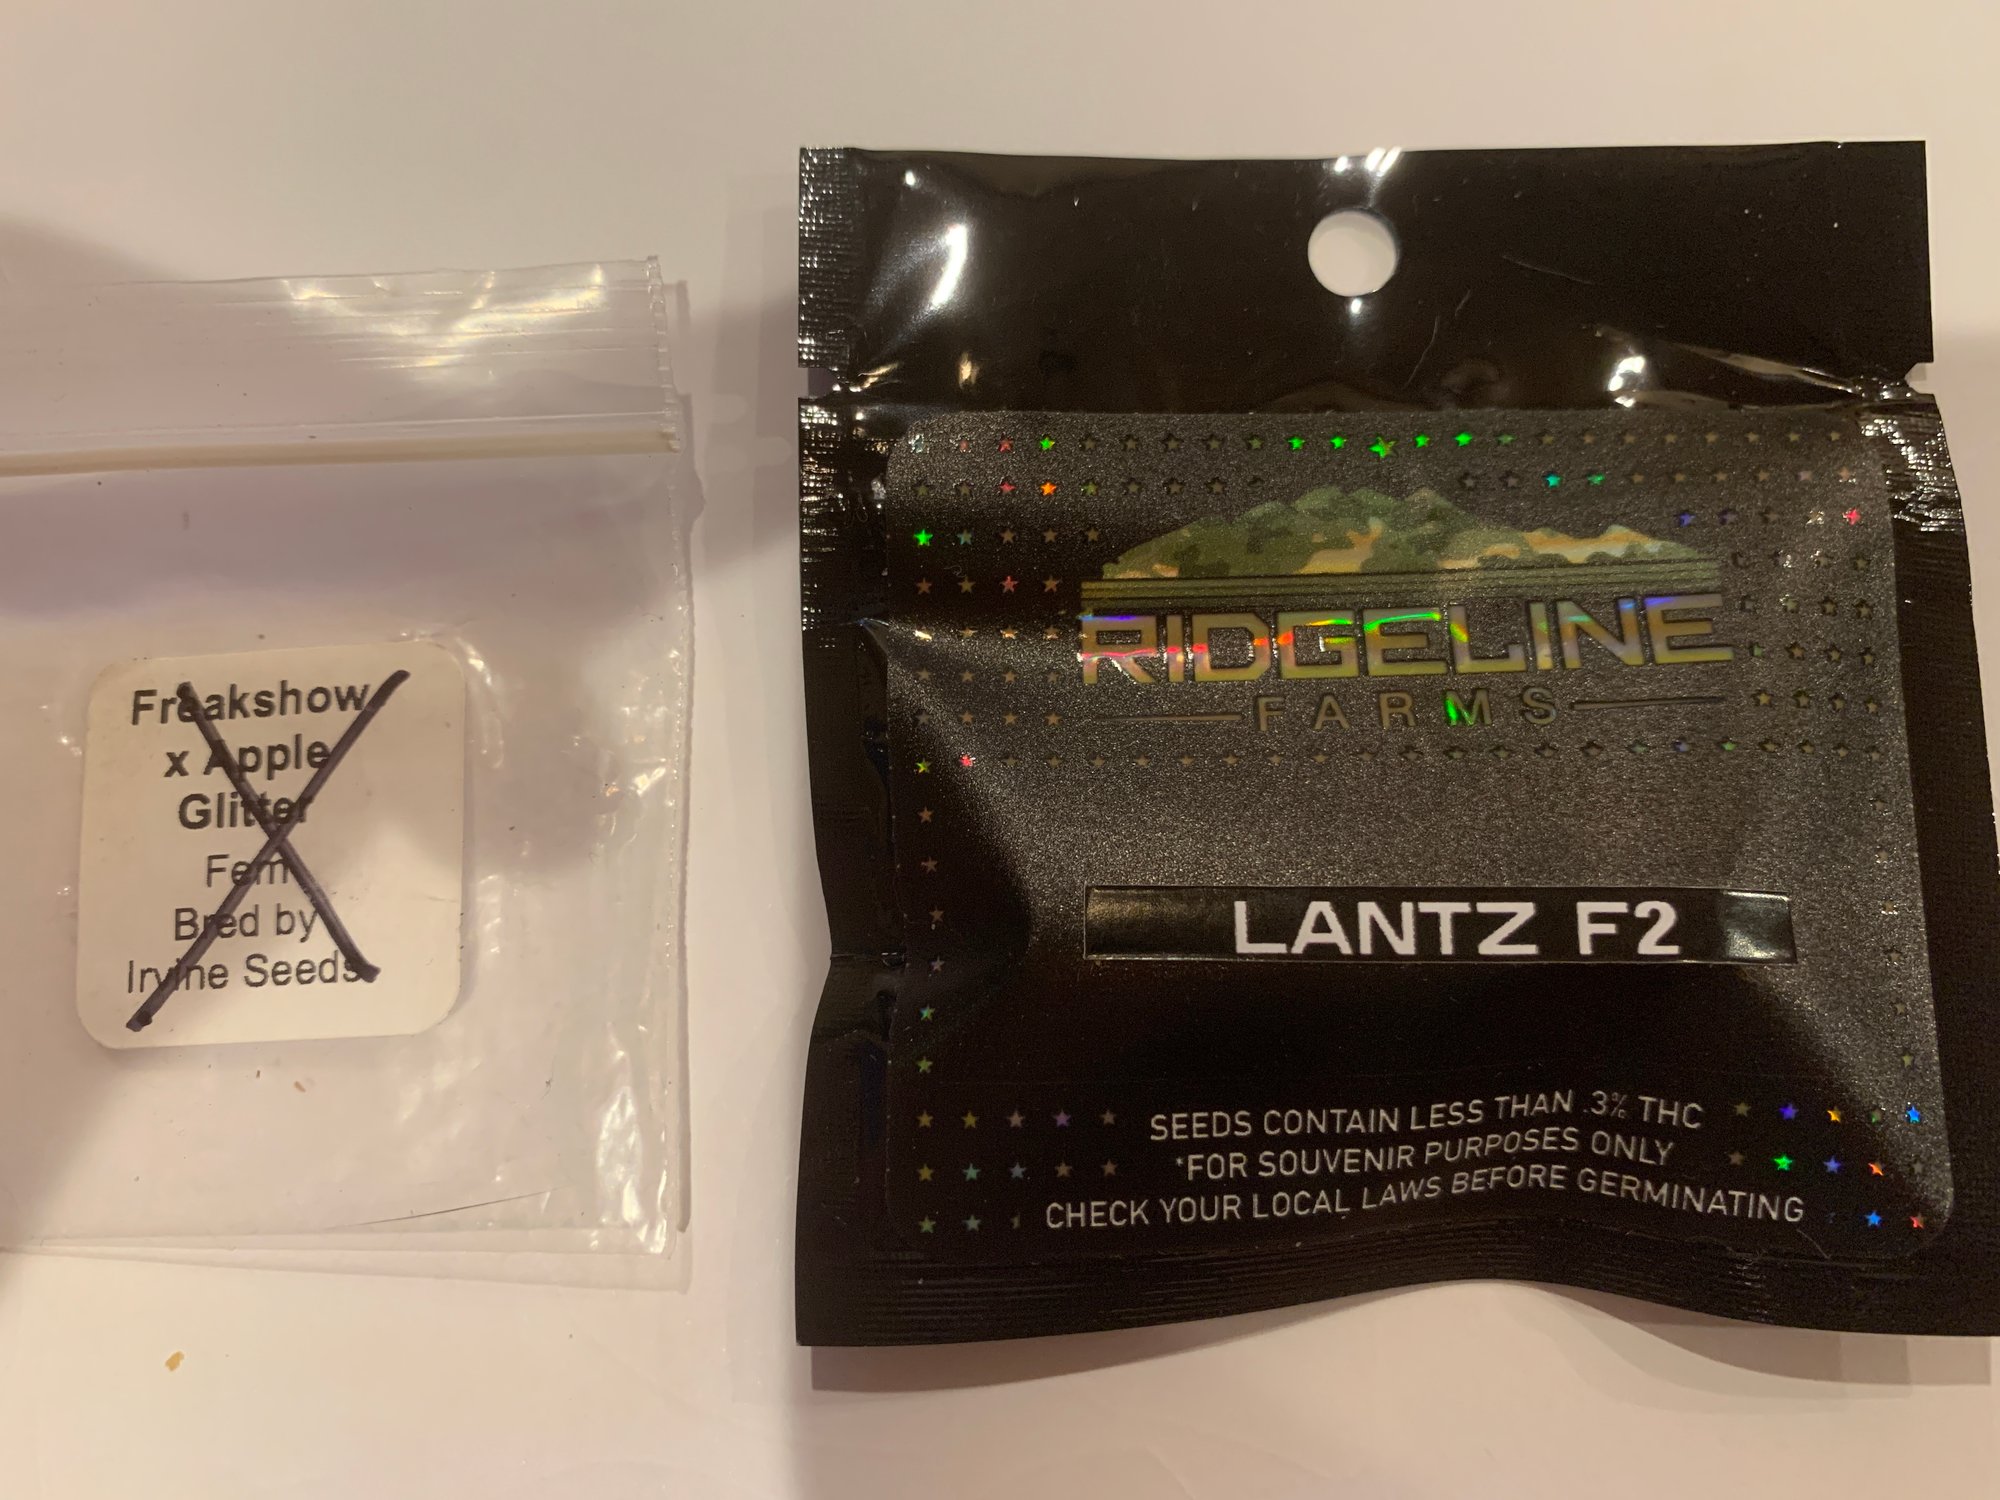 Freakshow
x Apple
Glitter
Fem
Bred by
Irvine Seeds
RIDGELINE
FARMS
LANTZ F2
SEEDS CONTAIN LESS THAN .3% THC
*FOR SOUVENIR PURPOSES ONLY
CHECK YOUR LOCAL LAWS BEFORE GERMINATING